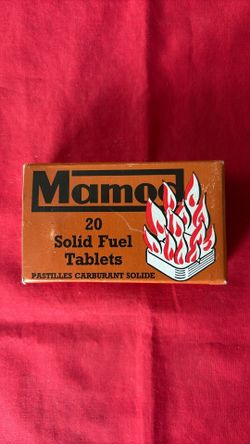 Mamod
20
Solid Fuel
Tablets
PASTILLES CARBURANT SOLIDE